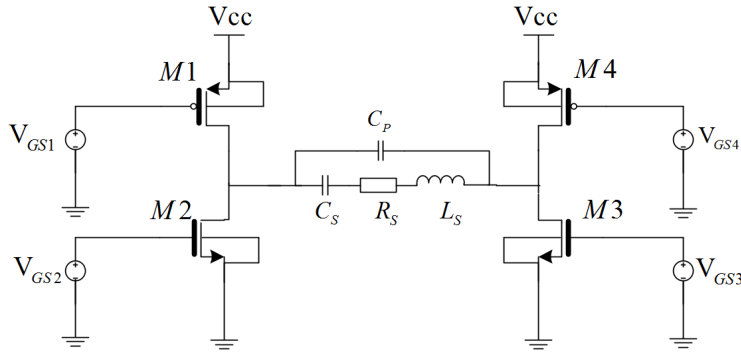 Vcc
Vcc
M1
M4
V_GS1
C_P
V_GS4
M2
C_S
R_S
L_S
M3
V_GS2
V_GS3